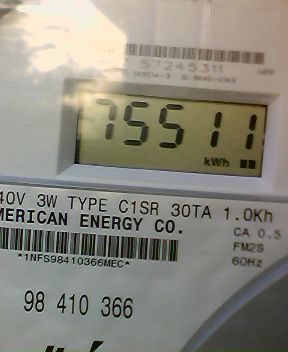 57245311
75511
kWh
40V 3W TYPE C1SR 30TA 1.0Kh
MERICAN ENERGY CO.
CA 0.5
FM2S
60Hz
*1NFS98410366MEC*
98 410 366